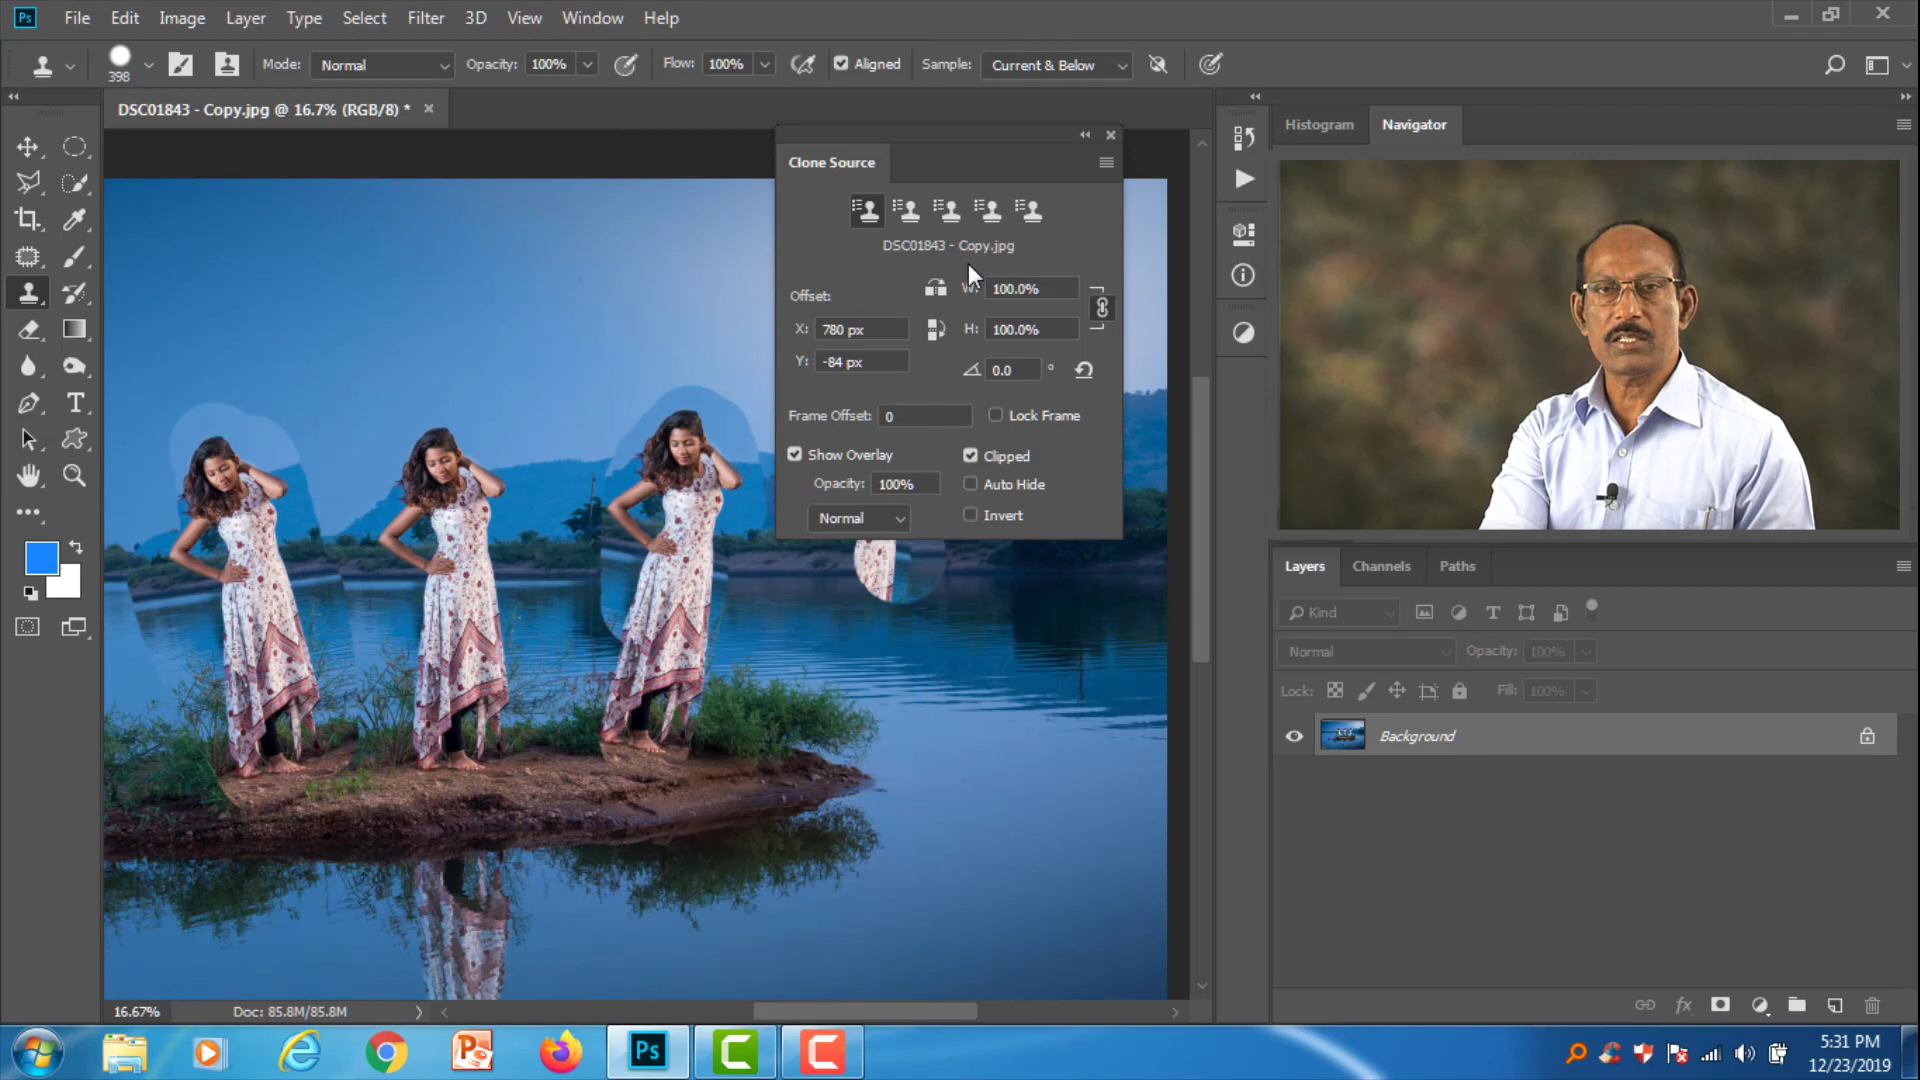 Ps File Edit Image Layer Type Select Filter 3D View Window Help
398 Mode: Normal Opacity: 100% Flow: 100% Aligned Sample: Current & Below
DSC01843 - Copy.jpg @ 16.7% (RGB/8) *
Histogram Navigator
Clone Source
DSC01843 - Copy.jpg
W: 100.0%
Offset:
X: 780 px H: 100.0%
Y: -84 px
0.0 °
Frame Offset: 0 Lock Frame
Show Overlay Clipped
Opacity: 100% Auto Hide
Normal Invert
T
Layers Channels Paths
Kind T
Normal Opacity: 100%
Lock: Fill: 100%
Background
fx
16.67% Doc: 85.8M/85.8M
Ps C C
5:31 PM
12/23/2019